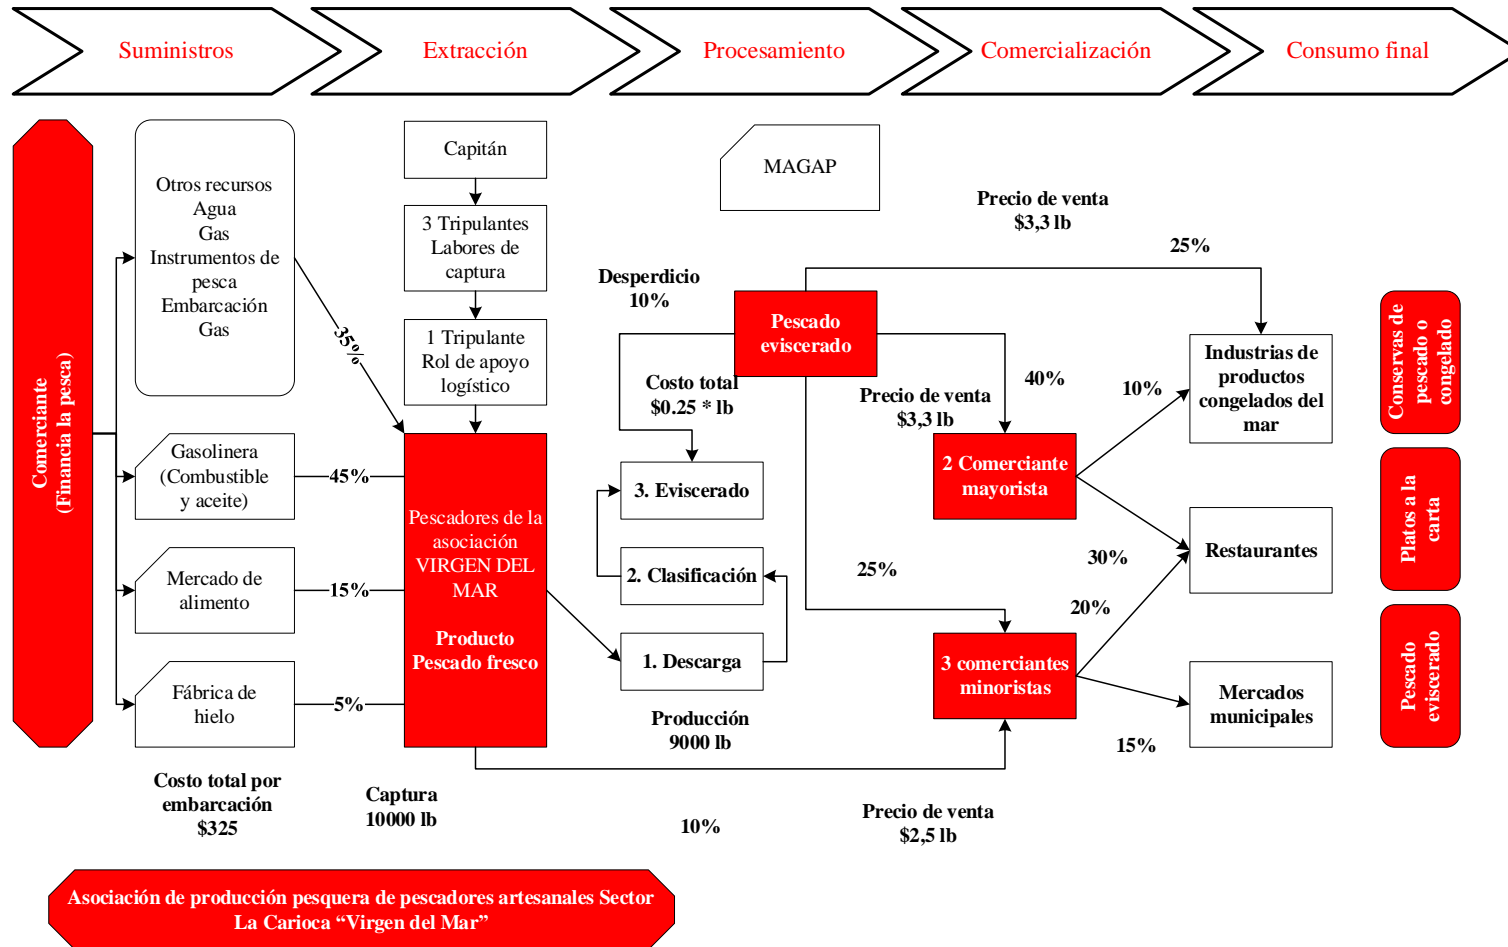 Suministros
Extracción
Procesamiento
Comercialización
Consumo final
Comerciante
(Financia la pesca)
Otros recursos
Agua
Gas
Instrumentos de
pesca
Embarcación
Gas
Gasolinera
(Combustible
y aceite)
Mercado de
alimento
Fábrica de
hielo
Costo total por
embarcación
$325
35%
45%
15%
5%
Capitán
3 Tripulantes
Labores de
captura
1 Tripulante
Rol de apoyo
logístico
Pescadores de la
asociación
VIRGEN DEL
MAR
Producto
Pescado fresco
Captura
10000 lb
MAGAP
Desperdicio
10%
Pescado
eviscerado
Costo total
$0.25 * lb
3. Eviscerado
2. Clasificación
1. Descarga
Producción
9000 lb
10%
Precio de venta
$3,3 lb
25%
40%
Precio de venta
$3,3 lb
2 Comerciante
mayorista
25%
3 comerciantes
minoristas
Precio de venta
$2,5 lb
10%
30%
20%
15%
Industrias de
productos
congelados del
mar
Restaurantes
Mercados
municipales
Conservas de
pescado o
congelado
Platos a la
carta
Pescado
eviscerado
Asociación de producción pesquera de pescadores artesanales Sector
La Carioca “Virgen del Mar”